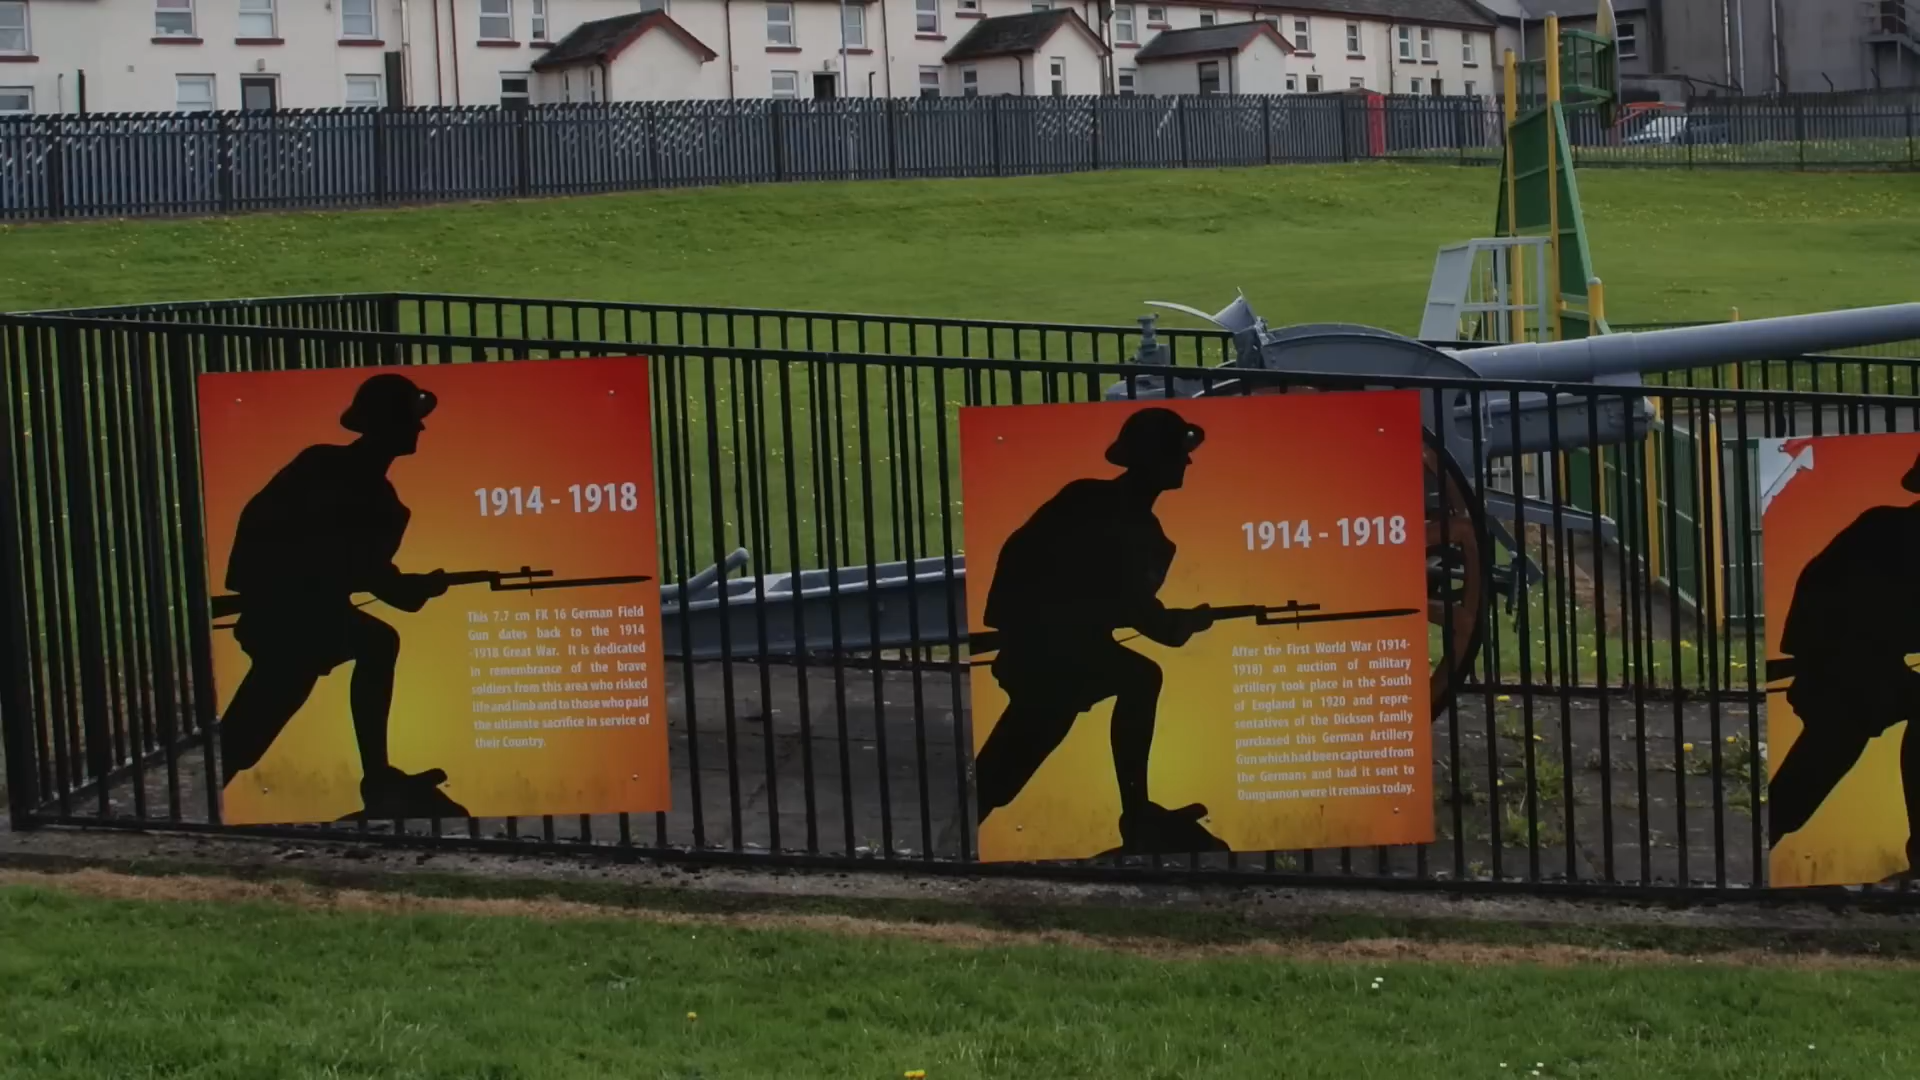 1914 - 1918
This 7.7 cm FK 16 German Field
Gun dates back to the 1914
-1918 Great War. It is dedicated
in remembrance of the brave
soldiers from this area who risked
life and limb and to those who paid
the ultimate sacrifice in service of
their Country.
1914 - 1918
After the First World War (1914-
1918) an auction of military
artillery took place in the South
of England in 1920 and repre-
sentatives of the Dickson family
purchased this German Artillery
Gun which had been captured from
the Germans and had it sent to
Dungannon were it remains today.